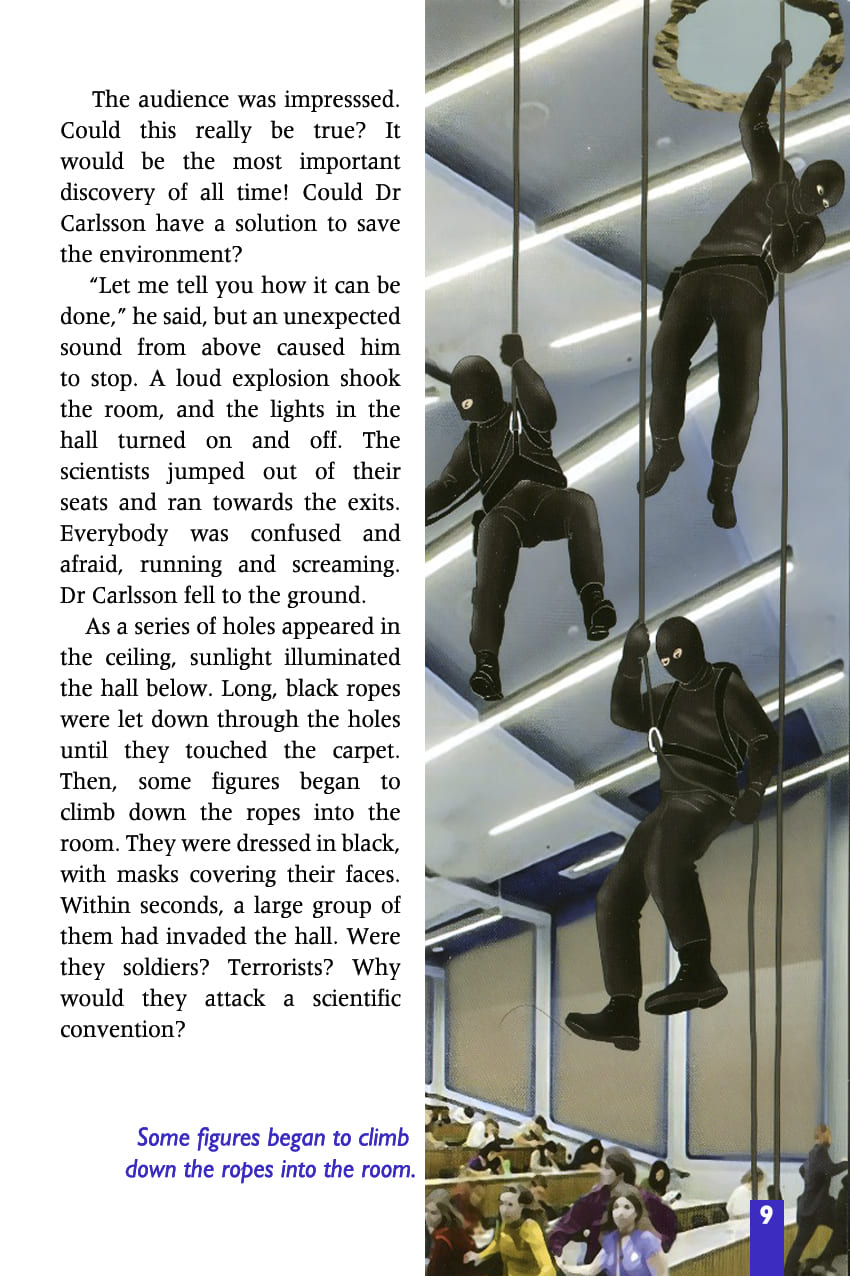 The audience was impresssed.
Could this really be true? It
would be the most important
discovery of all time! Could Dr
Carlsson have a solution to save
the environment?
“Let me tell you how it can be
done,” he said, but an unexpected
sound from above caused him
to stop. A loud explosion shook
the room, and the lights in the
hall turned on and off. The
scientists jumped out of their
seats and ran towards the exits.
Everybody was confused and
afraid, running and screaming.
Dr Carlsson fell to the ground.
As a series of holes appeared in
the ceiling, sunlight illuminated
the hall below. Long, black ropes
were let down through the holes
until they touched the carpet.
Then, some figures began to
climb down the ropes into the
room. They were dressed in black,
with masks covering their faces.
Within seconds, a large group of
them had invaded the hall. Were
they soldiers? Terrorists? Why
would they attack a scientific
convention?
Some figures began to climb
down the ropes into the room.
9